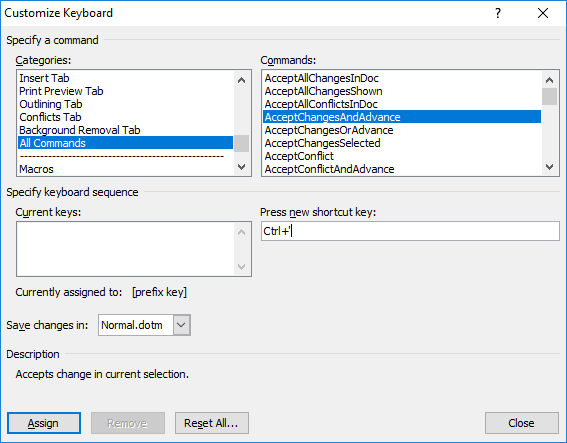 Customize Keyboard
Specify a command
Categories:
Insert Tab
Print Preview Tab
Outlining Tab
Conflicts Tab
Background Removal Tab
All Commands
------------------------------------------------
Macros
Commands:
AcceptAllChangesInDoc
AcceptAllChangesShown
AcceptAllConflictsInDoc
AcceptChangesAndAdvance
AcceptChangesOrAdvance
AcceptChangesSelected
AcceptConflict
AcceptConflictAndAdvance
Specify keyboard sequence
Current keys:
Press new shortcut key:
Ctrl+'
Currently assigned to: [prefix key]
Save changes in: Normal.dotm
Description
Accepts change in current selection.
Assign Remove Reset All... Close